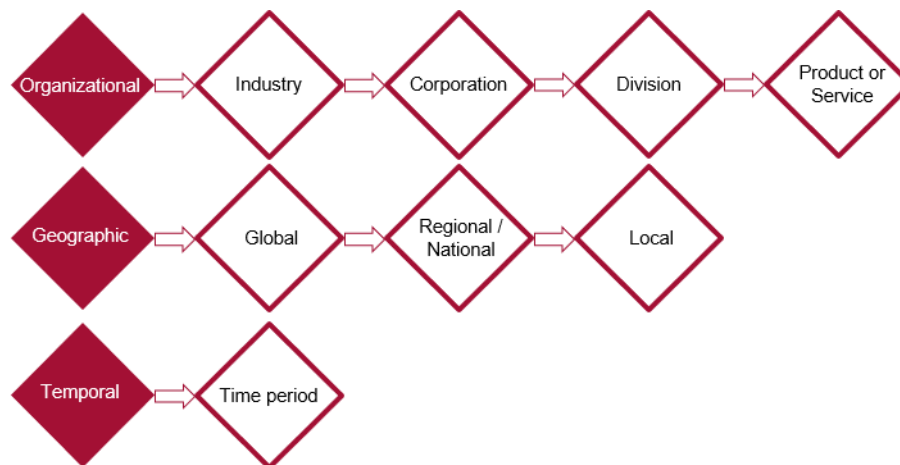 Organizational
Industry
Corporation
Division
Product or
Service
Geographic
Global
Regional /
National
Local
Temporal
Time period